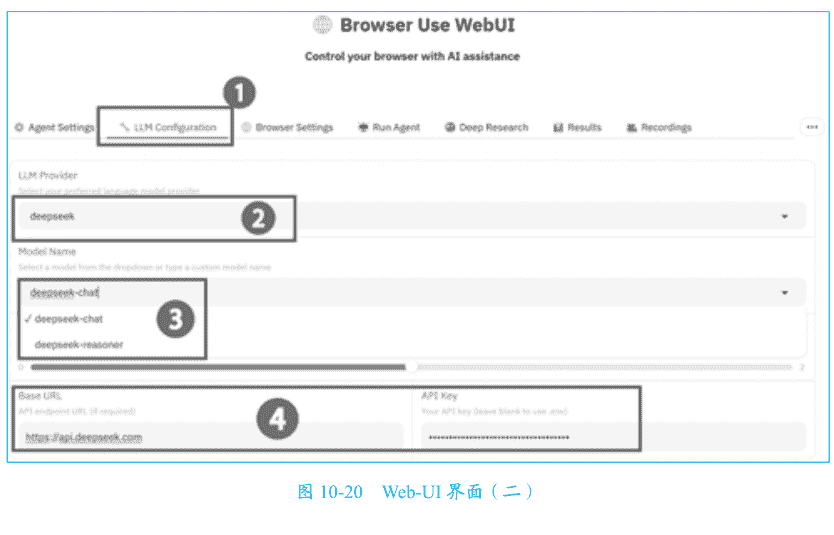 Browser Use WebUI
Control your browser with AI assistance
1
Agent Settings LLM Configuration Browser Settings Run Agent Deep Research Results Recordings
LLM Provider
Select your preferred language model provider
deepseek 2
Model Name
Select a model from the dropdown or type a custom model name
deepseek-chat
✓ deepseek-chat 3
deepseek-reasoner
0 2
Base URL API Key
API endpoint URL (if required) Your API key (leave blank to use .env)
4
https://api.deepseek.com
图 10-20 Web-UI 界面（二）